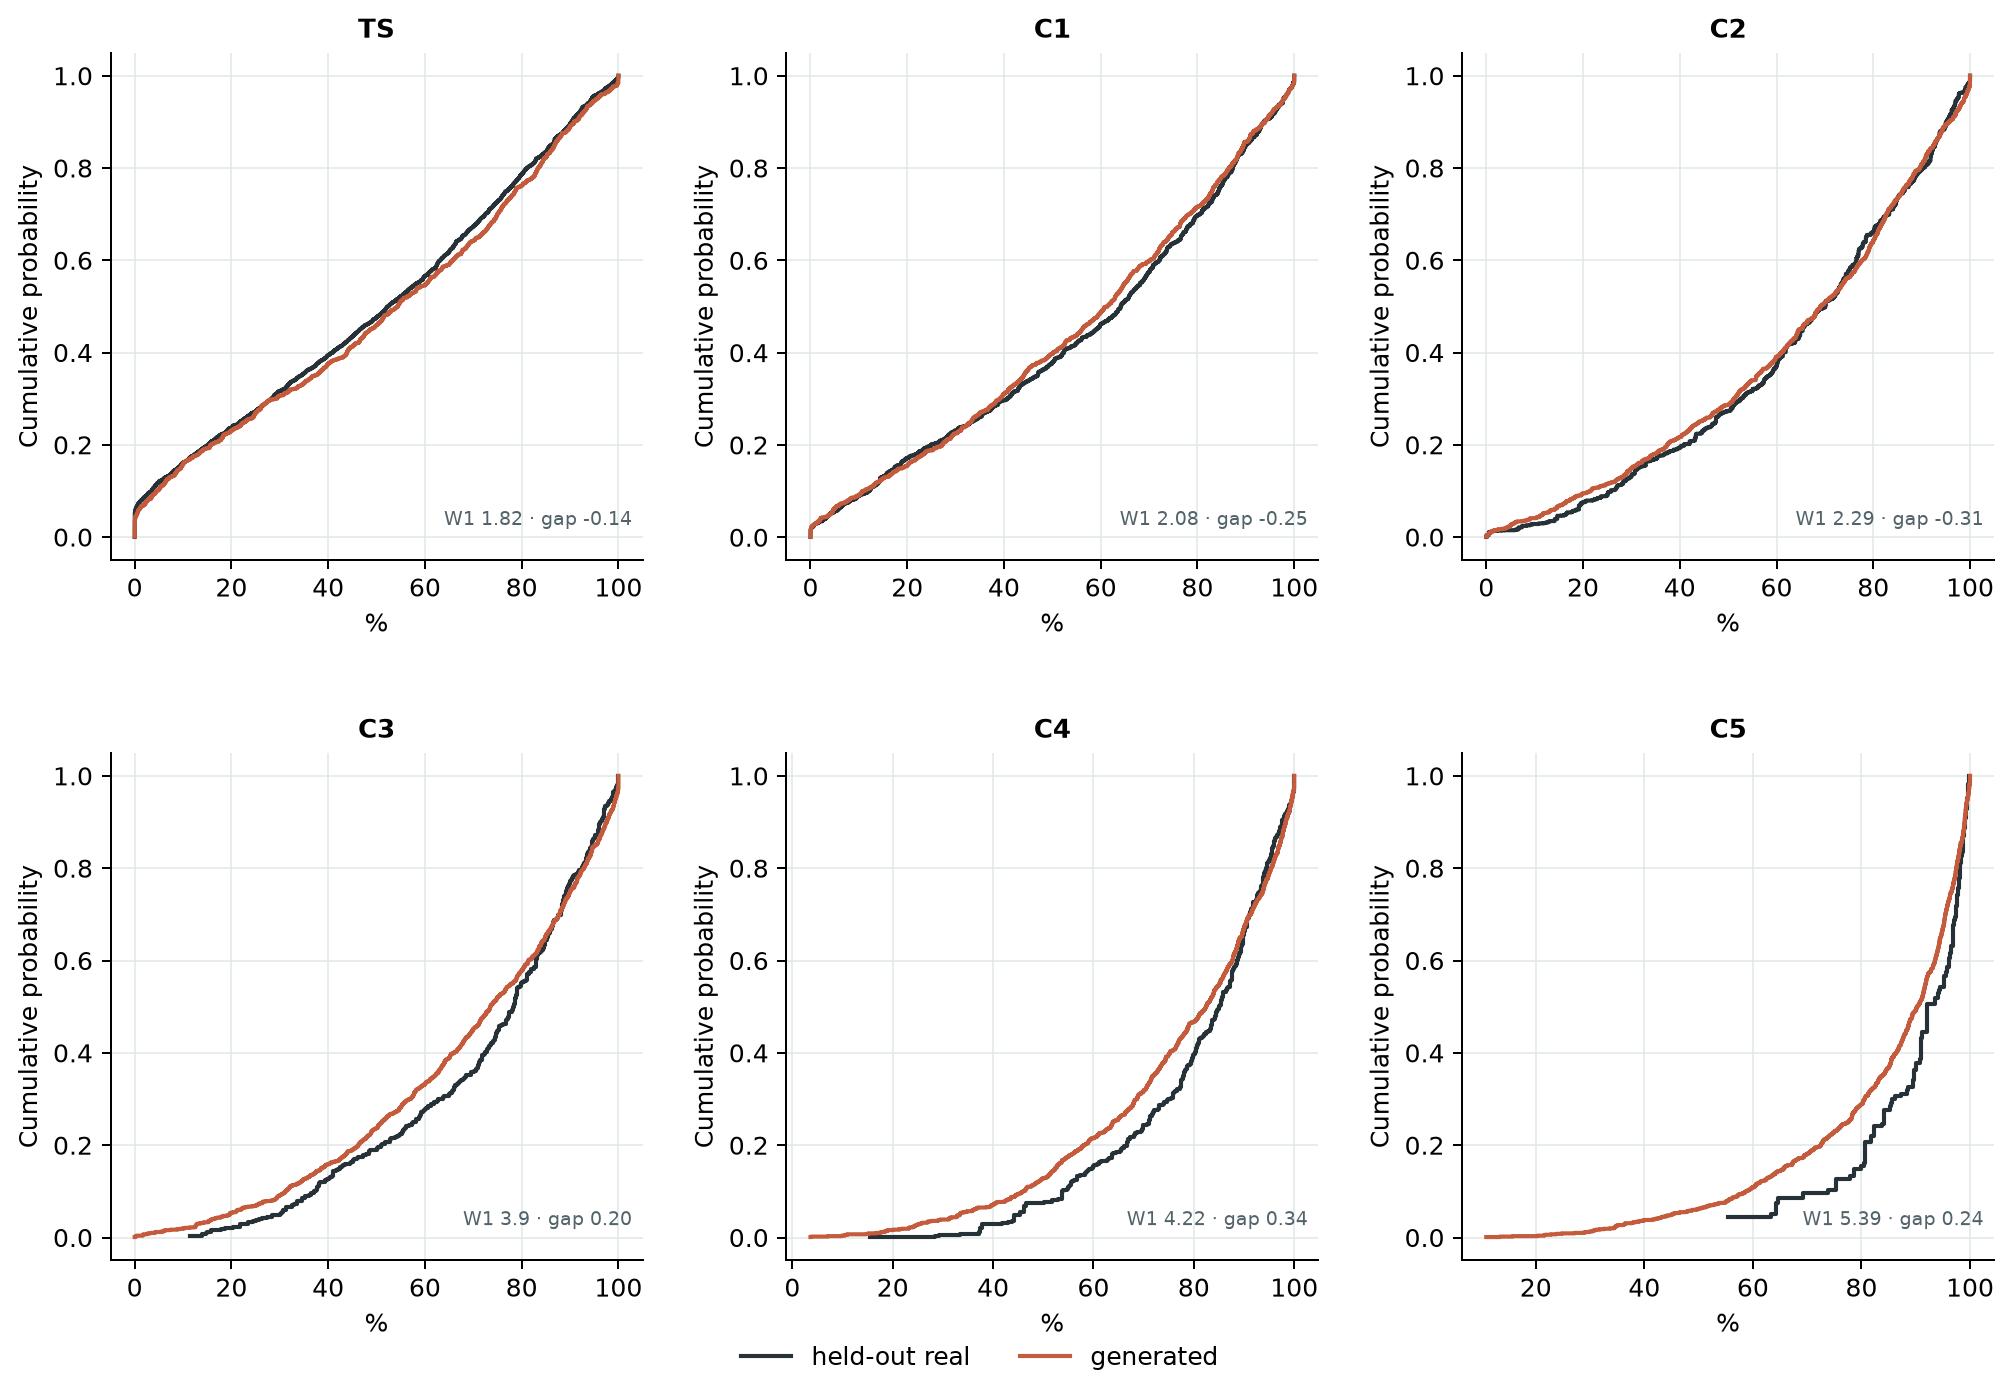 TS
C1
C2
1.0
0.8
0.6
0.4
0.2
0.0
Cumulative probability
W1 1.82 · gap -0.14
0 20 40 60 80 100
%
1.0
0.8
0.6
0.4
0.2
0.0
Cumulative probability
W1 2.08 · gap -0.25
0 20 40 60 80 100
%
1.0
0.8
0.6
0.4
0.2
0.0
Cumulative probability
W1 2.29 · gap -0.31
0 20 40 60 80 100
%
C3
C4
C5
1.0
0.8
0.6
0.4
0.2
0.0
Cumulative probability
W1 3.9 · gap 0.20
0 20 40 60 80 100
%
1.0
0.8
0.6
0.4
0.2
0.0
Cumulative probability
W1 4.22 · gap 0.34
0 20 40 60 80 100
%
1.0
0.8
0.6
0.4
0.2
0.0
Cumulative probability
W1 5.39 · gap 0.24
20 40 60 80 100
%
held-out real
generated